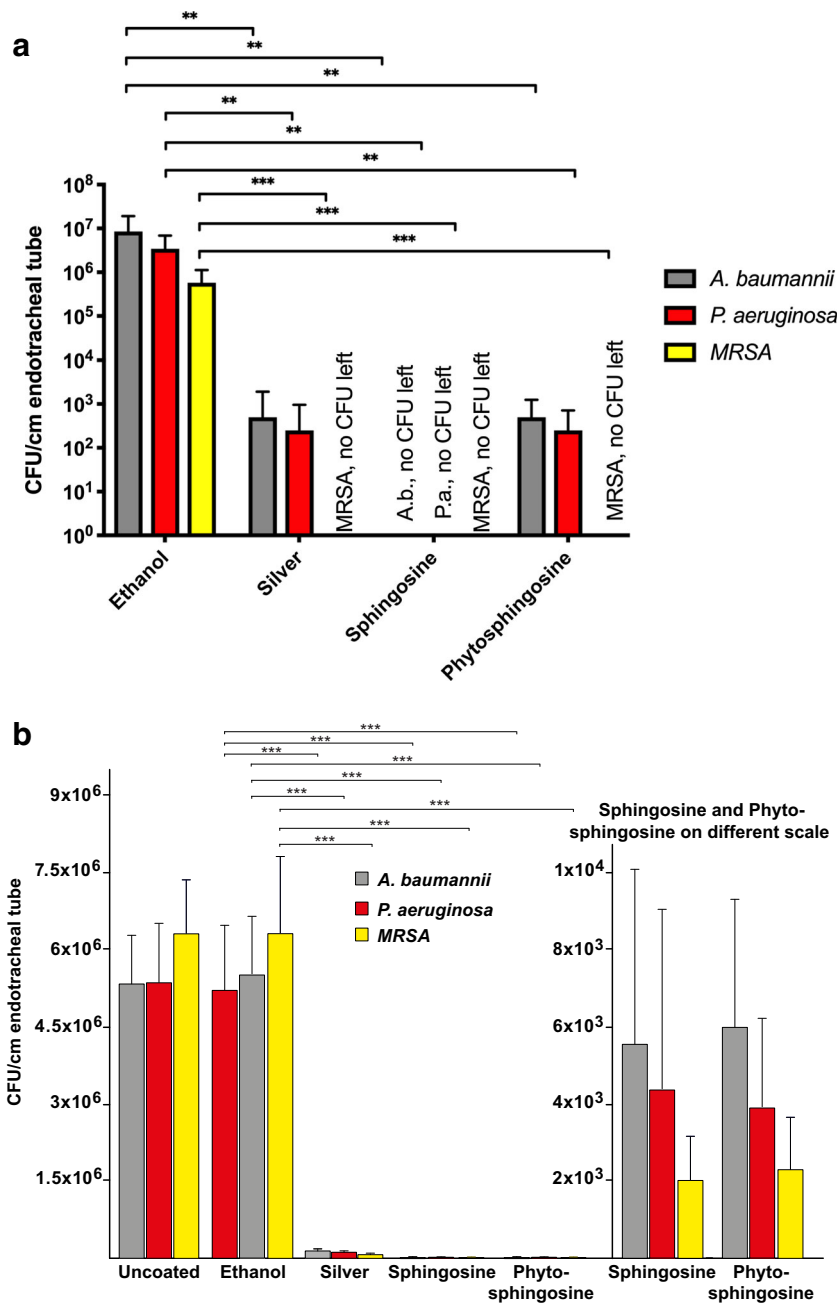 a
**
**
**
**
**
**
***
***
***
CFU/cm endotracheal tube
10⁸
10⁷
10⁶
10⁵
10⁴
10³
10²
10¹
10⁰
MRSA, no CFU left
A.b., no CFU left
P.a., no CFU left
MRSA, no CFU left
MRSA, no CFU left
Ethanol
Silver
Sphingosine
Phytosphingosine
A. baumannii
P. aeruginosa
MRSA
b
***
***
***
***
***
***
***
***
***
CFU/cm endotracheal tube
9x10⁶
7.5x10⁶
6x10⁶
4.5x10⁶
3x10⁶
1.5x10⁶
A. baumannii
P. aeruginosa
MRSA
Uncoated
Ethanol
Silver
Sphingosine
Phyto-
sphingosine
Sphingosine and Phyto-
sphingosine on different scale
1x10⁴
8x10³
6x10³
4x10³
2x10³
Sphingosine
Phyto-
sphingosine